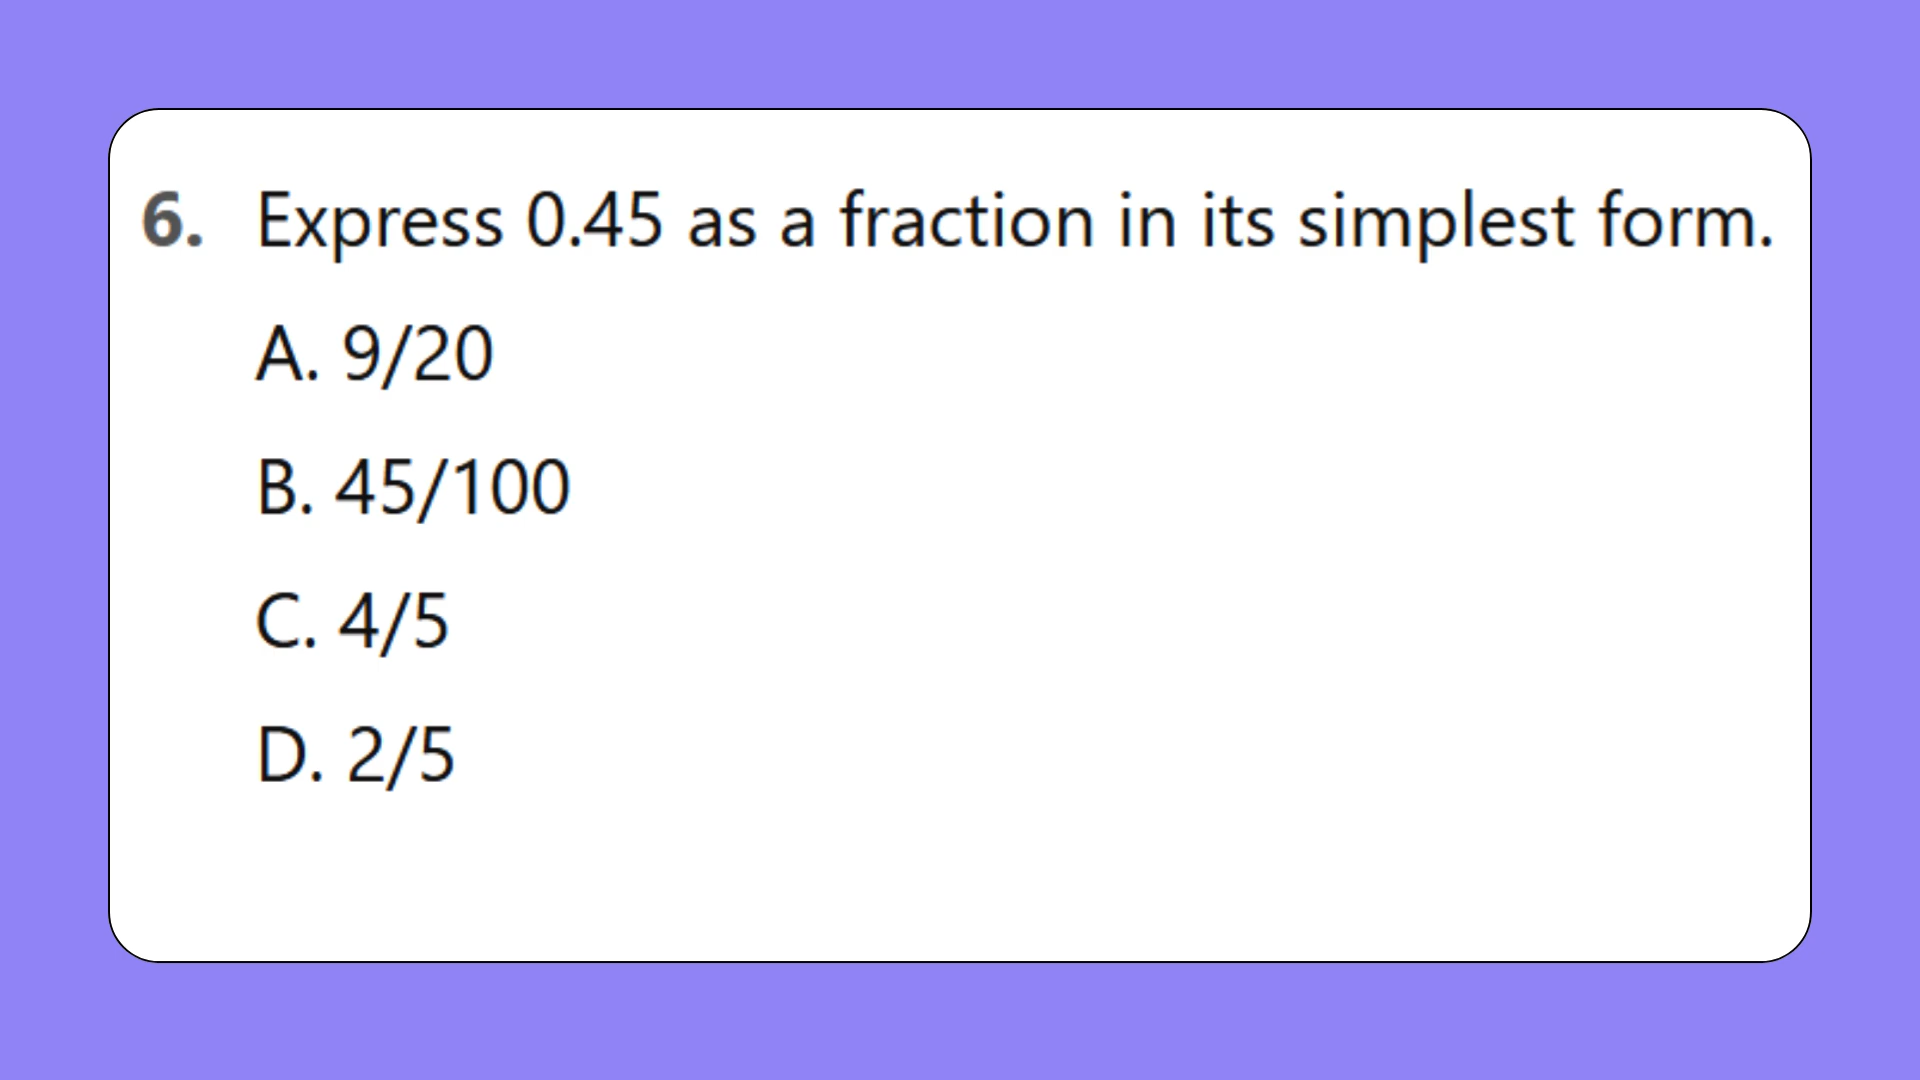 6. Express 0.45 as a fraction in its simplest form.
A. 9/20
B. 45/100
C. 4/5
D. 2/5